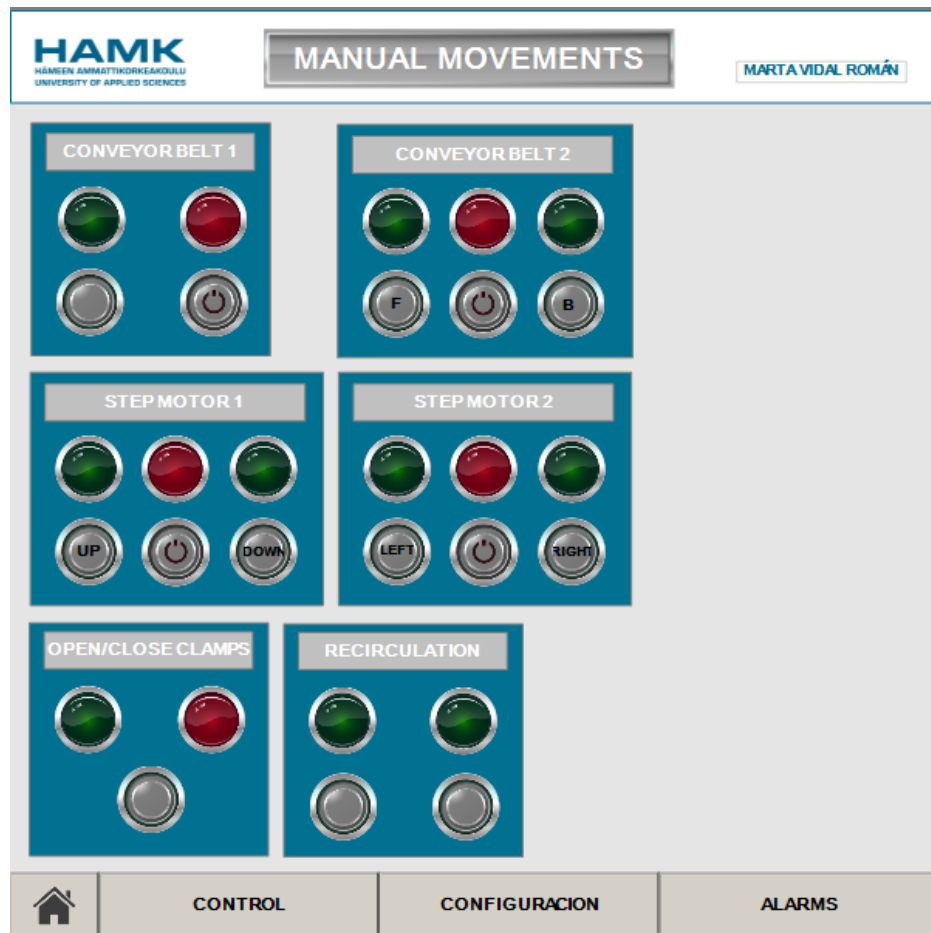 HAMK
HÄMEEN AMMATTIKORKEAKOULU
UNIVERSITY OF APPLIED SCIENCES
MANUAL MOVEMENTS
MARTA VIDAL ROMÁN
CONVEYOR BELT 1
CONVEYOR BELT 2
F
B
STEP MOTOR 1
UP
DOWN
STEP MOTOR 2
LEFT
RIGHT
OPEN/CLOSE CLAMPS
RECIRCULATION
CONTROL
CONFIGURACION
ALARMS